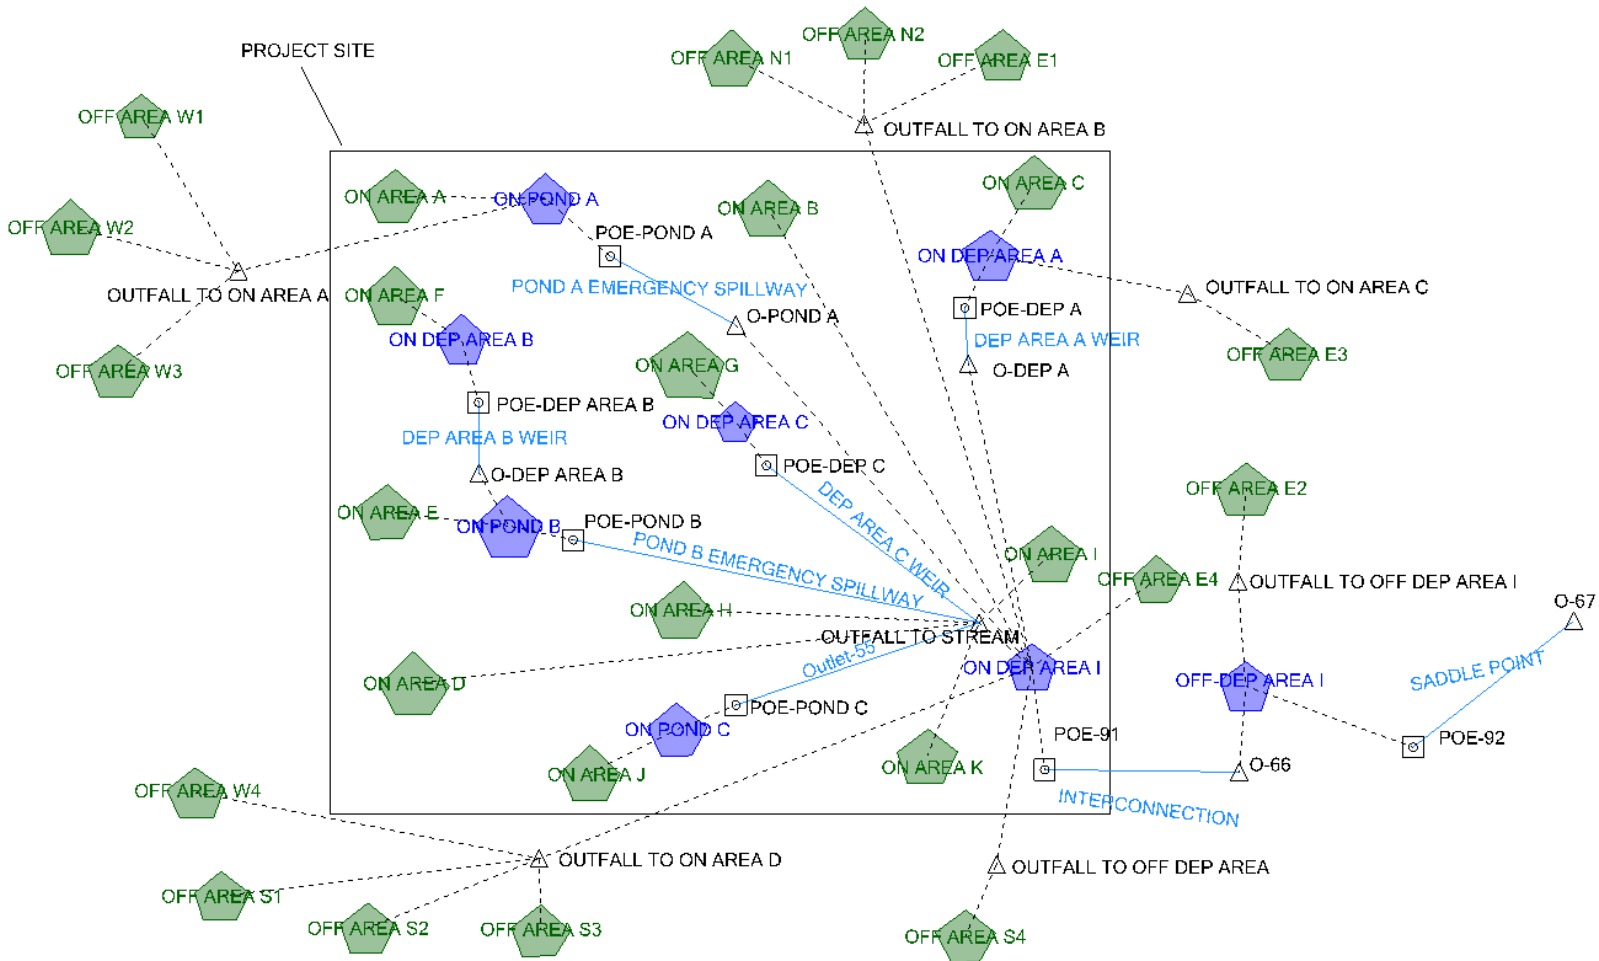 OFF AREA N2
PROJECT SITE
OFF AREA N1
OFF AREA E1
OFF AREA W1
OUTFALL TO ON AREA B
ON AREA C
ON AREA A
ON POND A
ON AREA B
OFF AREA W2
POE-POND A
ON DEP AREA A
POND A EMERGENCY SPILLWAY
OUTFALL TO ON AREA C
OUTFALL TO ON AREA A
ON AREA F
POE-DEP A
O-POND A
ON DEP AREA B
DEP AREA A WEIR
OFF AREA E3
ON AREA G
OFF AREA W3
O-DEP A
POE-DEP AREA B
ON DEP AREA C
DEP AREA B WEIR
POE-DEP C
O-DEP AREA B
OFF AREA E2
DEP AREA C WEIR
ON AREA E
ON POND B
POE-POND B
POND B EMERGENCY SPILLWAY
ON AREA I
OFF AREA E4
OUTFALL TO OFF DEP AREA I
O-67
ON AREA H
OUTFALL TO STREAM
Outlet-55
ON DEP AREA I
SADDLE POINT
OFF-DEP AREA I
ON AREA D
POE-POND C
ON POND C
POE-91
POE-92
O-66
ON AREA K
ON AREA J
OFF AREA W4
INTERCONNECTION
OUTFALL TO ON AREA D
OUTFALL TO OFF DEP AREA
OFF AREA S1
OFF AREA S2
OFF AREA S3
OFF AREA S4